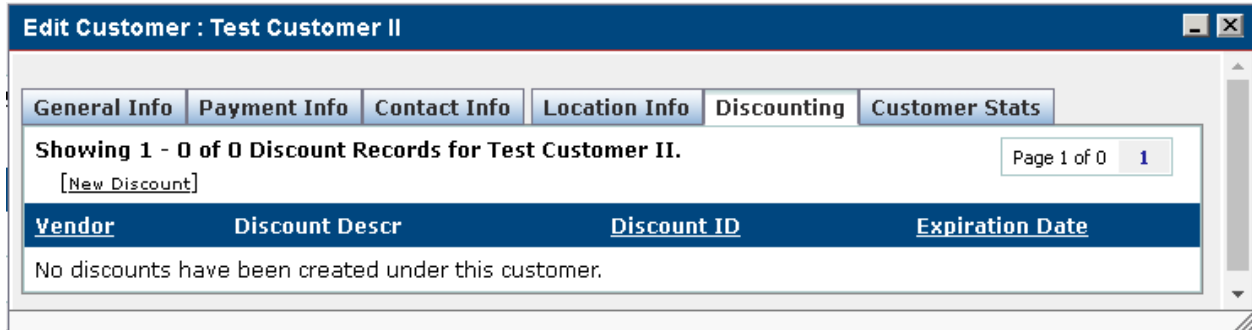 Edit Customer : Test Customer II
General Info Payment Info Contact Info Location Info Discounting Customer Stats
Showing 1 - 0 of 0 Discount Records for Test Customer II.
Page 1 of 0 1
[New Discount]
Vendor Discount Descr Discount ID Expiration Date
No discounts have been created under this customer.